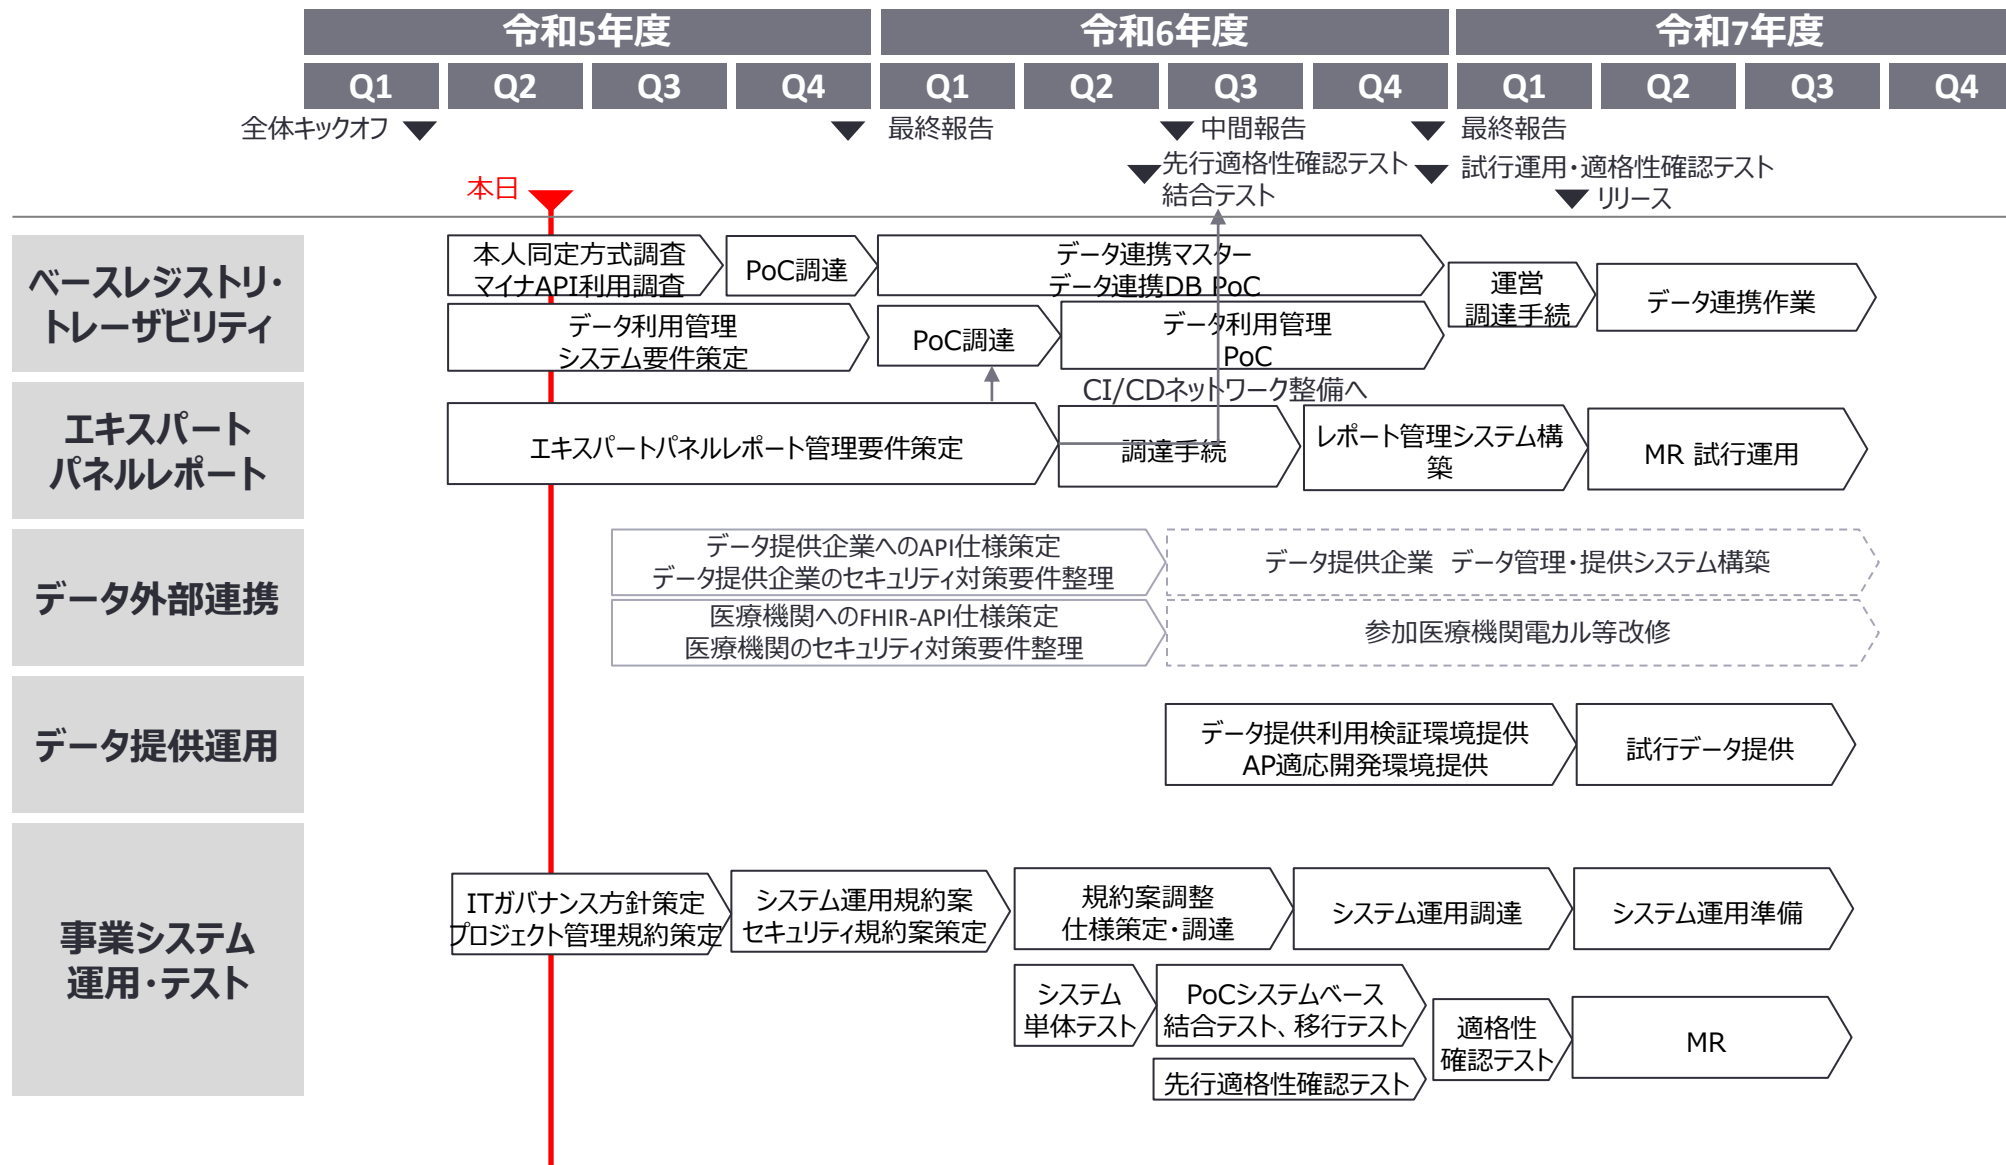 令和5年度
令和6年度
令和7年度
Q1
Q2
Q3
Q4
Q1
Q2
Q3
Q4
Q1
Q2
Q3
Q4
全体キックオフ
最終報告
中間報告
最終報告
先行適格性確認テスト
結合テスト
試行運用・適格性確認テスト
リリース
本日
ベースレジストリ・
トレーザビリティ
本人同定方式調査
マイナAPI利用調査
PoC調達
データ連携マスター
データ連携DB PoC
運営
調達手続
データ連携作業
データ利用管理
システム要件策定
PoC調達
データ利用管理
PoC
CI/CDネットワーク整備へ
エキスパート
パネルレポート
エキスパートパネルレポート管理要件策定
調達手続
レポート管理システム構
築
MR 試行運用
データ外部連携
データ提供企業へのAPI仕様策定
データ提供企業のセキュリティ対策要件整理
データ提供企業 データ管理・提供システム構築
医療機関へのFHIR-API仕様策定
医療機関のセキュリティ対策要件整理
参加医療機関電カル等改修
データ提供運用
データ提供利用検証環境提供
AP適応開発環境提供
試行データ提供
事業システム
運用・テスト
ITガバナンス方針策定
プロジェクト管理規約策定
システム運用規約案
セキュリティ規約案策定
規約案調整
仕様策定・調達
システム運用調達
システム運用準備
システム
単体テスト
PoCシステムベース
結合テスト、移行テスト
適格性
確認テスト
MR
先行適格性確認テスト